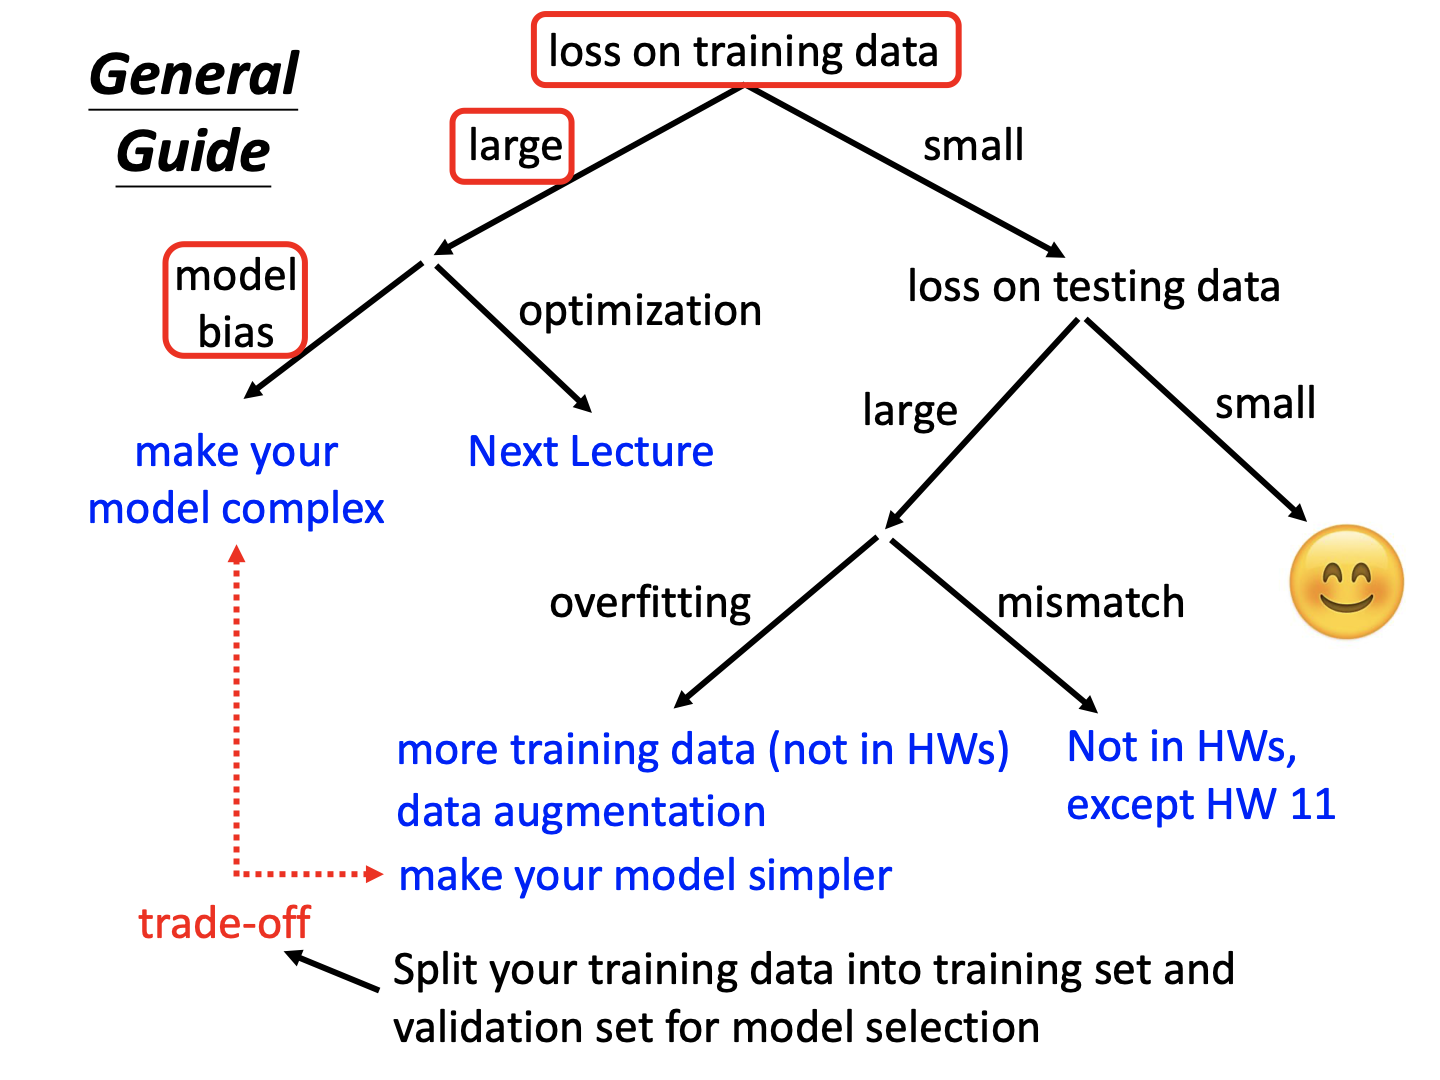 General
Guide
loss on training data
large
small
model
bias
optimization
loss on testing data
make your
model complex
Next Lecture
large
small
overfitting
mismatch
more training data (not in HWs)
data augmentation
make your model simpler
Not in HWs,
except HW 11
trade-off
Split your training data into training set and
validation set for model selection